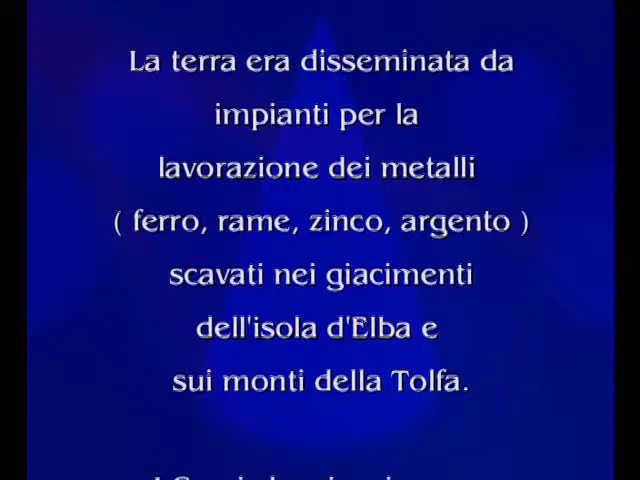 La terra era disseminata da
impianti per la
lavorazione dei metalli
( ferro, rame, zinco, argento )
scavati nei giacimenti
dell'isola d'Elba e
sui monti della Tolfa.